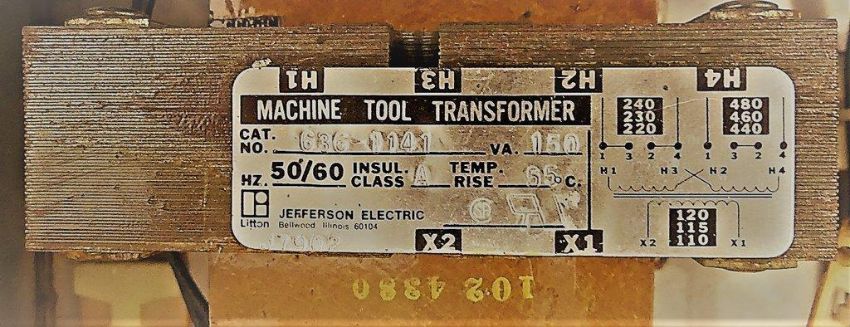 H1 H3 H2 H4
MACHINE TOOL TRANSFORMER
CAT. NO. 636-1141 VA. 150
HZ. 50/60 INSUL. CLASS A TEMP. RISE 55°C.
JEFFERSON ELECTRIC
Litton Bellwood Illinois 60104
X2 X1
240 480
230 460
220 440
1 3 2 4 1 3 2 4
H1 H3 H2 H4
120
X2 115 X1
110
102 4380